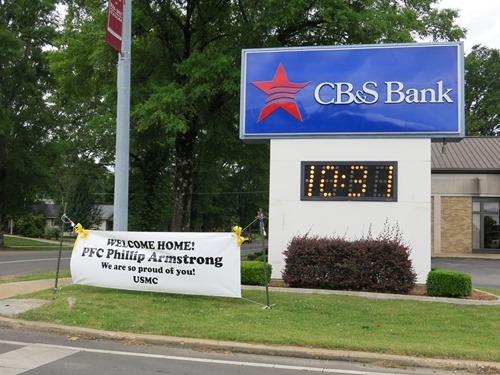 CB&S Bank
10:31
WELCOME HOME!
PFC Phillip Armstrong
We are so proud of you!
USMC